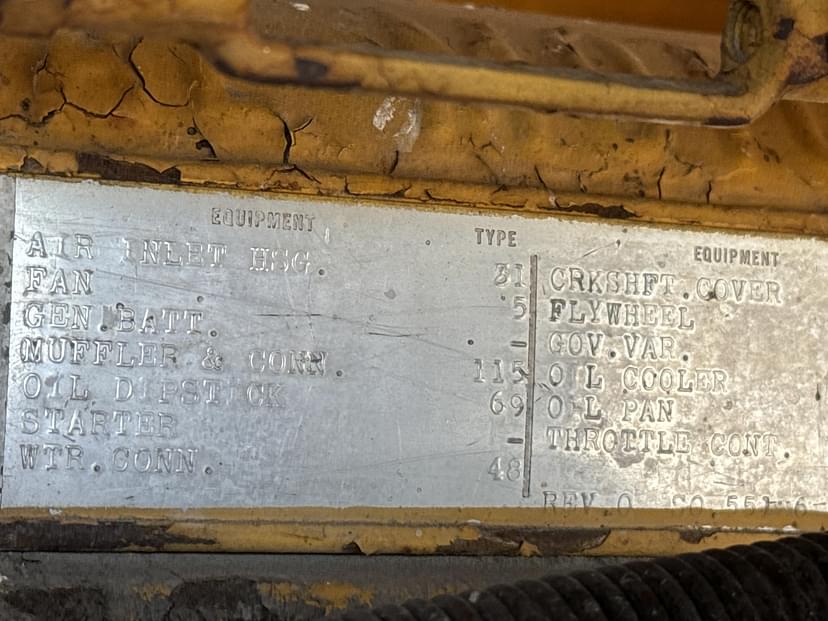 EQUIPMENT TYPE EQUIPMENT
AIR INLET HSG. 31 CRKSHFT.COVER
FAN 5 FLYWHEEL
GEN.BATT. - GOV.VAR.
MUFFLER & CONN. 115 OIL COOLER
OIL DIPSTICK 69 OIL PAN
STARTER - THROTTLE CONT.
WTR.CONN. 48
REV.O SO